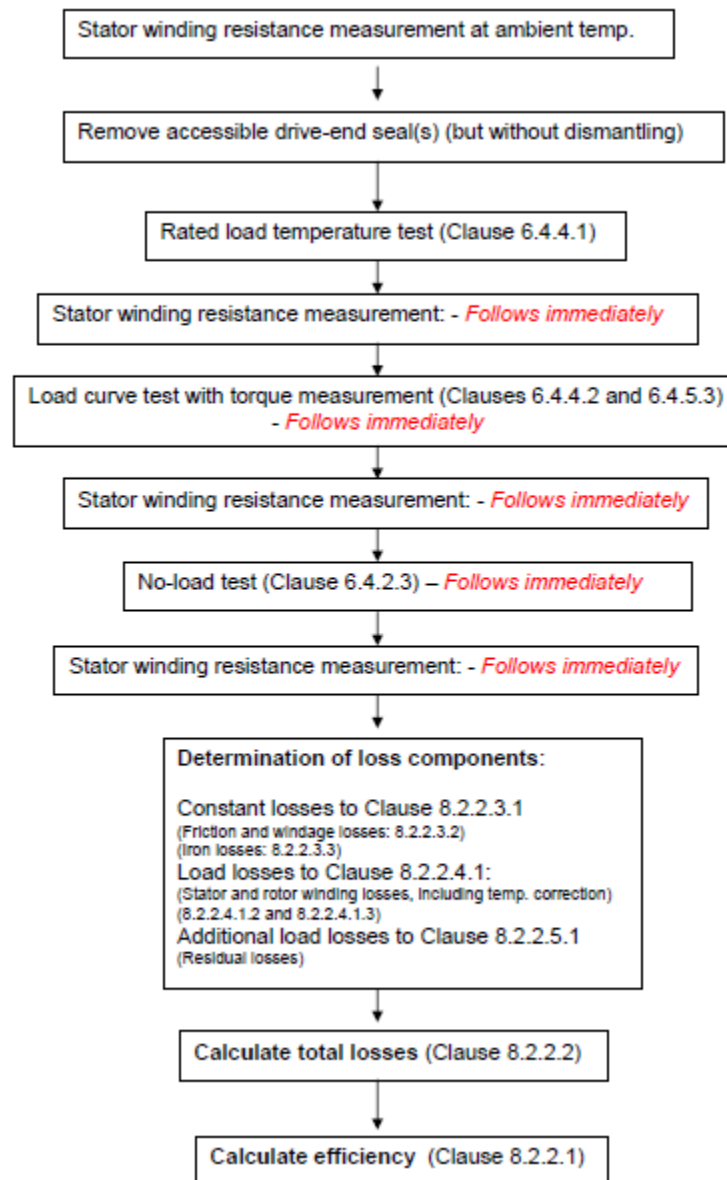 Stator winding resistance measurement at ambient temp.
Remove accessible drive-end seal(s) (but without dismantling)
Rated load temperature test (Clause 6.4.4.1)
Stator winding resistance measurement: - Follows immediately
Load curve test with torque measurement (Clauses 6.4.4.2 and 6.4.5.3)
- Follows immediately
Stator winding resistance measurement: - Follows immediately
No-load test (Clause 6.4.2.3) – Follows immediately
Stator winding resistance measurement: - Follows immediately
Determination of loss components:
Constant losses to Clause 8.2.2.3.1
(Friction and windage losses: 8.2.2.3.2)
(Iron losses: 8.2.2.3.3)
Load losses to Clause 8.2.2.4.1:
(Stator and rotor winding losses, including temp. correction)
(8.2.2.4.1.2 and 8.2.2.4.1.3)
Additional load losses to Clause 8.2.2.5.1
(Residual losses)
Calculate total losses (Clause 8.2.2.2)
Calculate efficiency (Clause 8.2.2.1)